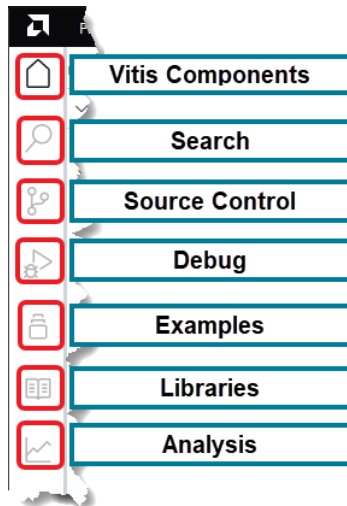 Vitis Components
Search
Source Control
Debug
Examples
Libraries
Analysis